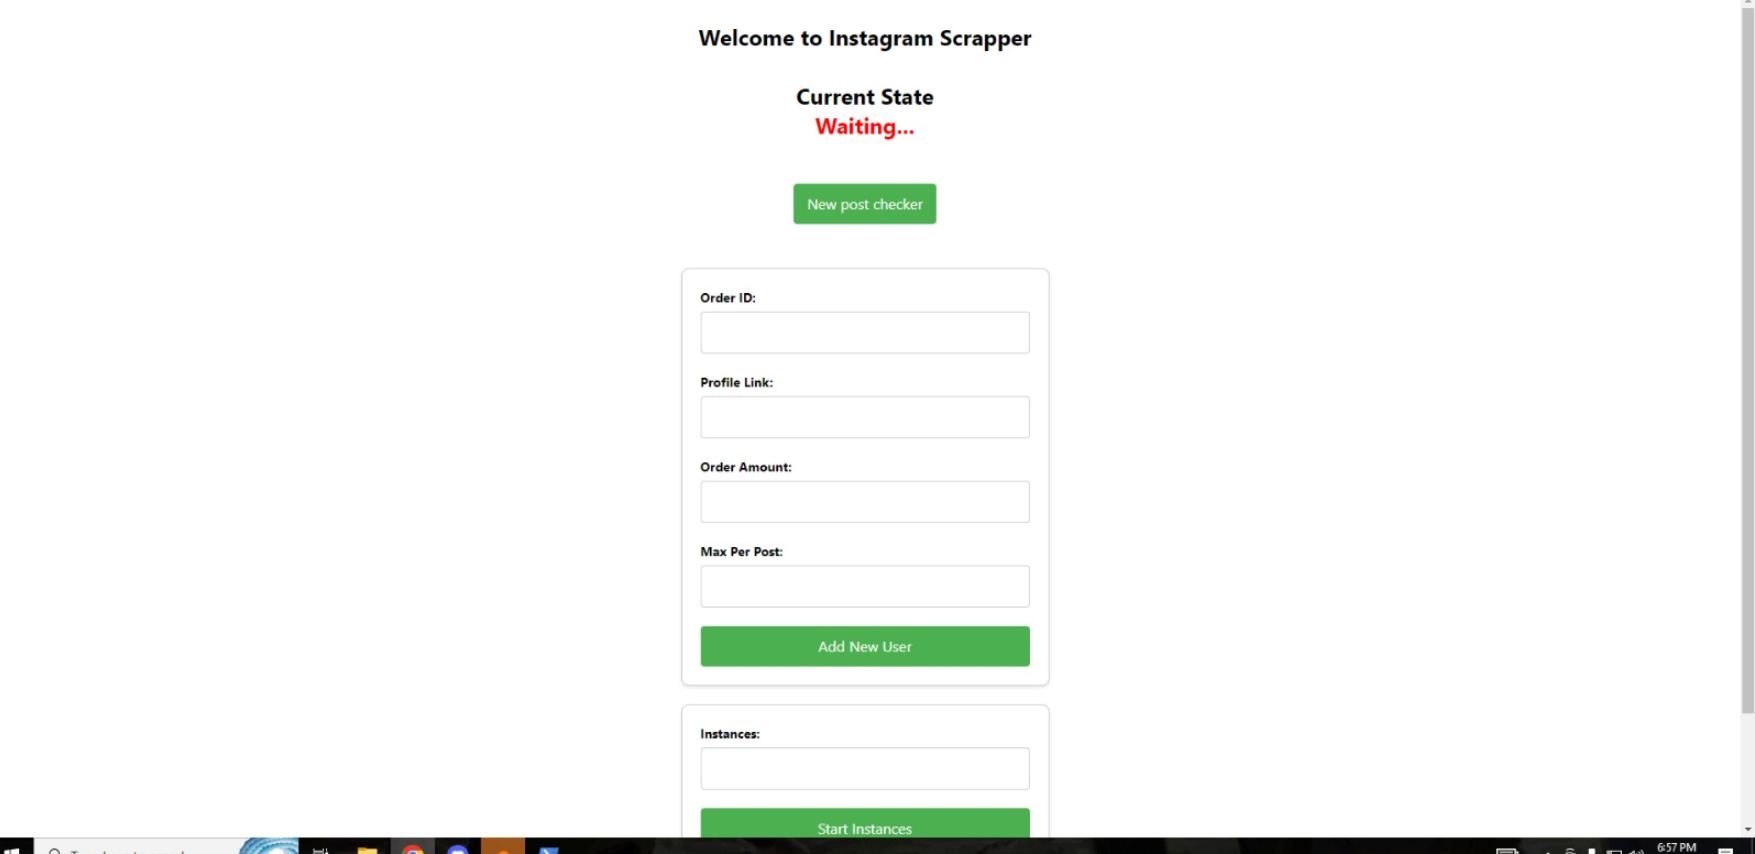 Welcome to Instagram Scrapper
Current State
Waiting...
New post checker
Order ID:
Profile Link:
Order Amount:
Max Per Post:
Add New User
Instances:
Start Instances
6:57 PM